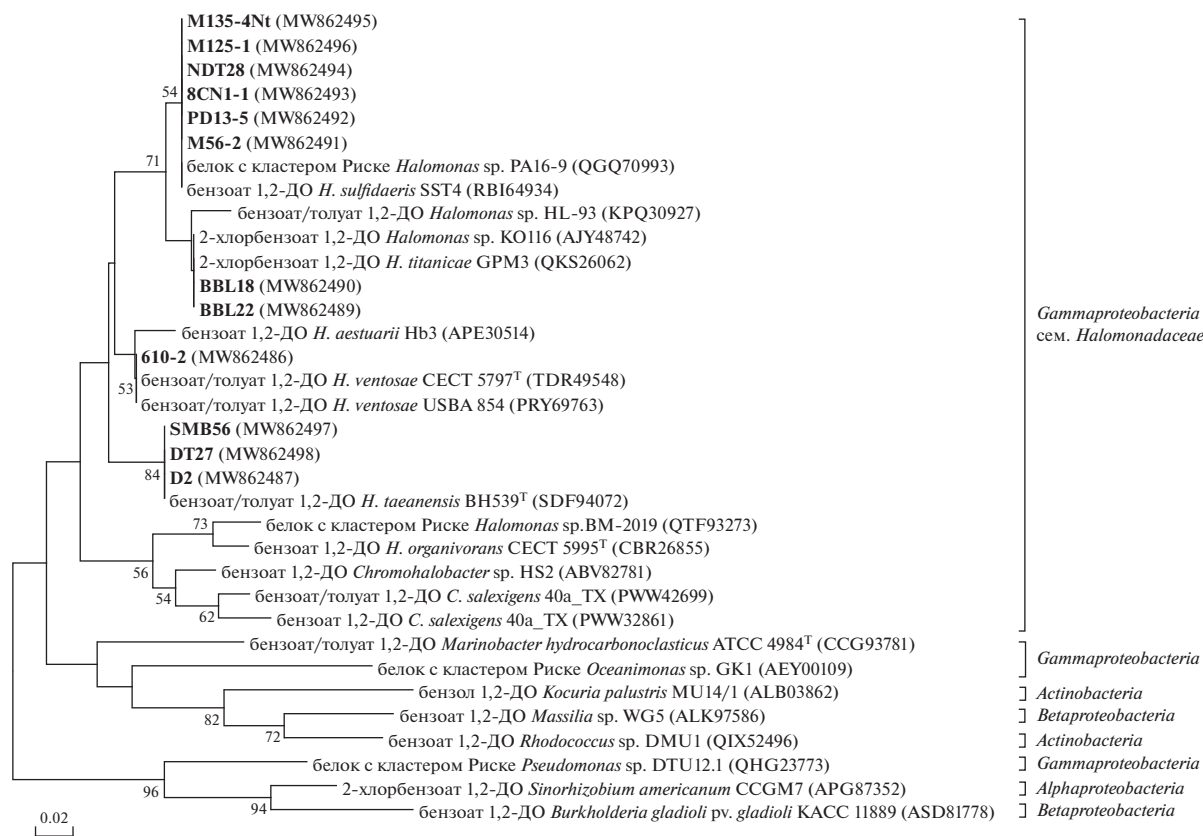 M135-4Nt (MW862495)
M125-1 (MW862496)
NDT28 (MW862494)
54
8CN1-1 (MW862493)
PD13-5 (MW862492)
M56-2 (MW862491)
71
белок с кластером Риске Halomonas sp. PA16-9 (QGQ70993)
бензоат 1,2-ДО H. sulfidaeris SST4 (RBI64934)
бензоат/толуат 1,2-ДО Halomonas sp. HL-93 (KPQ30927)
2-хлорбензоат 1,2-ДО Halomonas sp. KO116 (AJY48742)
2-хлорбензоат 1,2-ДО H. titanicae GPM3 (QKS26062)
BBL18 (MW862490)
BBL22 (MW862489)
Gammaproteobacteria
сем. Halomonadaceae
бензоат 1,2-ДО H. aestuarii Hb3 (APE30514)
610-2 (MW862486)
бензоат/толуат 1,2-ДО H. ventosae CECT 5797ᵀ (TDR49548)
53
бензоат/толуат 1,2-ДО H. ventosae USBA 854 (PRY69763)
SMB56 (MW862497)
DT27 (MW862498)
84
D2 (MW862487)
бензоат/толуат 1,2-ДО H. taeanensis BH539ᵀ (SDF94072)
73
белок с кластером Риске Halomonas sp.BM-2019 (QTF93273)
бензоат 1,2-ДО H. organivorans CECT 5995ᵀ (CBR26855)
56
бензоат 1,2-ДО Chromohalobacter sp. HS2 (ABV82781)
54
бензоат/толуат 1,2-ДО C. salexigens 40a_TX (PWW42699)
62
бензоат 1,2-ДО C. salexigens 40a_TX (PWW32861)
бензоат/толуат 1,2-ДО Marinobacter hydrocarbonoclasticus ATCC 4984ᵀ (CCG93781)
Gammaproteobacteria
белок с кластером Риске Oceanimonas sp. GK1 (AEY00109)
бензол 1,2-ДО Kocuria palustris MU14/1 (ALB03862)
Actinobacteria
82
бензоат 1,2-ДО Massilia sp. WG5 (ALK97586)
Betaproteobacteria
72
бензоат 1,2-ДО Rhodococcus sp. DMU1 (QIX52496)
Actinobacteria
белок с кластером Риске Pseudomonas sp. DTU12.1 (QHG23773)
Gammaproteobacteria
96
2-хлорбензоат 1,2-ДО Sinorhizobium americanum CCGM7 (APG87352)
Alphaproteobacteria
94
бензоат 1,2-ДО Burkholderia gladioli pv. gladioli KACC 11889 (ASD81778)
Betaproteobacteria
0.02